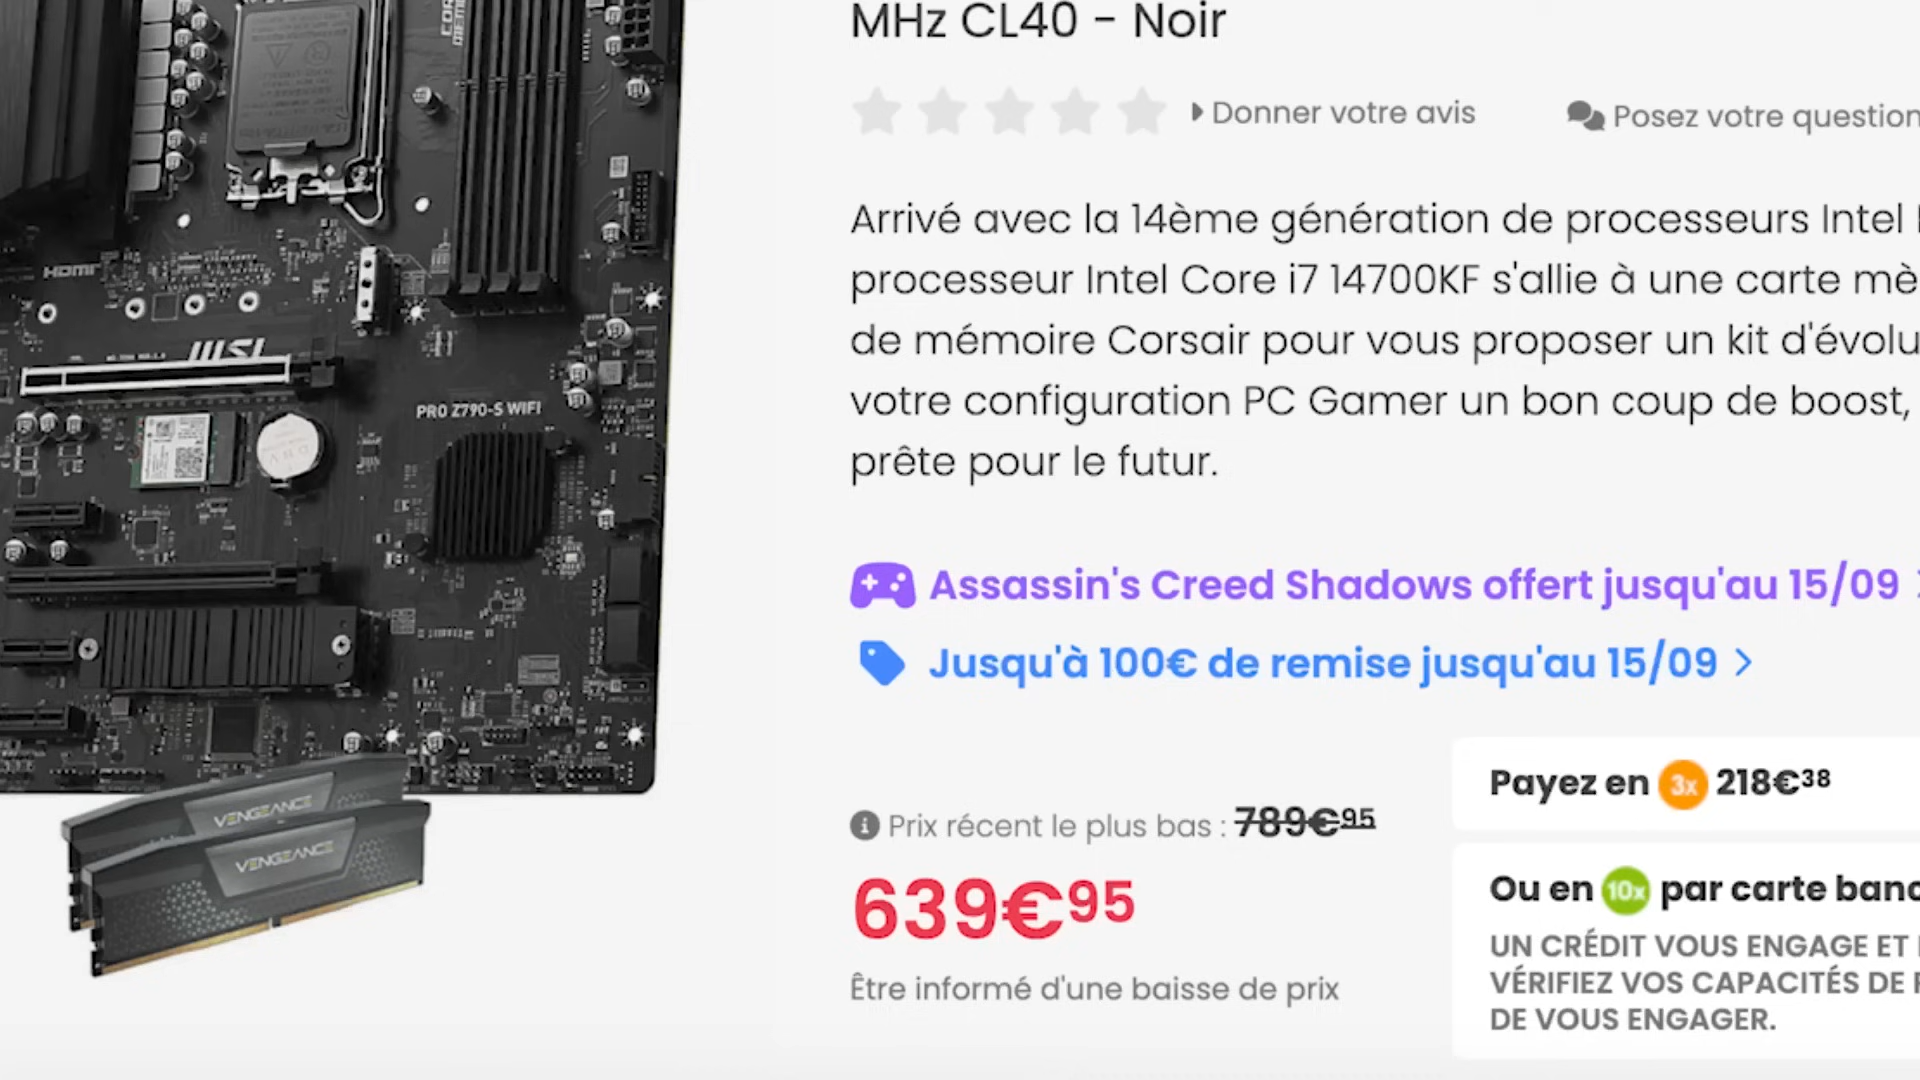 MHz CL40 - Noir
Donner votre avis
Posez votre question
Arrivé avec la 14ème génération de processeurs Intel
processeur Intel Core i7 14700KF s'allie à une carte mè
de mémoire Corsair pour vous proposer un kit d'évolu
votre configuration PC Gamer un bon coup de boost,
prête pour le futur.
Assassin's Creed Shadows offert jusqu'au 15/09
Jusqu'à 100€ de remise jusqu'au 15/09 >
Prix récent le plus bas : 789€95
639€95
Être informé d'une baisse de prix
Payez en 3x 218€38
Ou en 10x par carte banc
UN CRÉDIT VOUS ENGAGE ET
VÉRIFIEZ VOS CAPACITÉS DE
DE VOUS ENGAGER.
HDMI
msi
PRO Z790-S WIFI
VENGEANCE
VENGEANCE